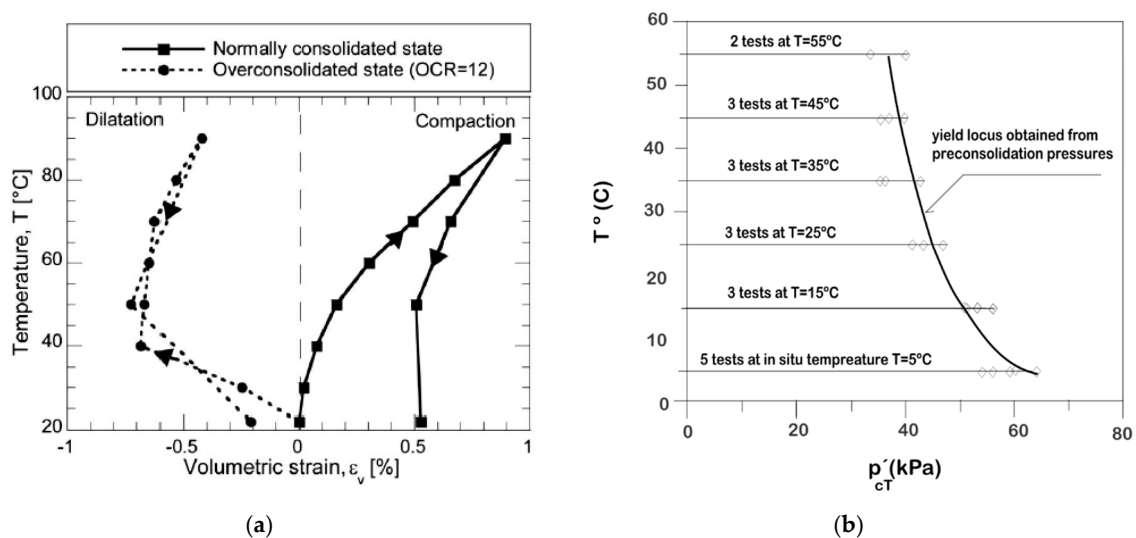 Normally consolidated state
Overconsolidated state (OCR=12)
100
Dilatation
Compaction
80
60
40
20
Temperature, T [°C]
-1
-0.5
0
0.5
1
Volumetric strain, εv [%]
(a)
60
2 tests at T=55ºC
50
3 tests at T=45ºC
40
yield locus obtained from
preconsolidation pressures
3 tests at T=35ºC
30
3 tests at T=25ºC
20
3 tests at T=15ºC
10
5 tests at in situ tempreature T=5ºC
0
T º (C)
0
20
40
60
80
p´cT(kPa)
(b)